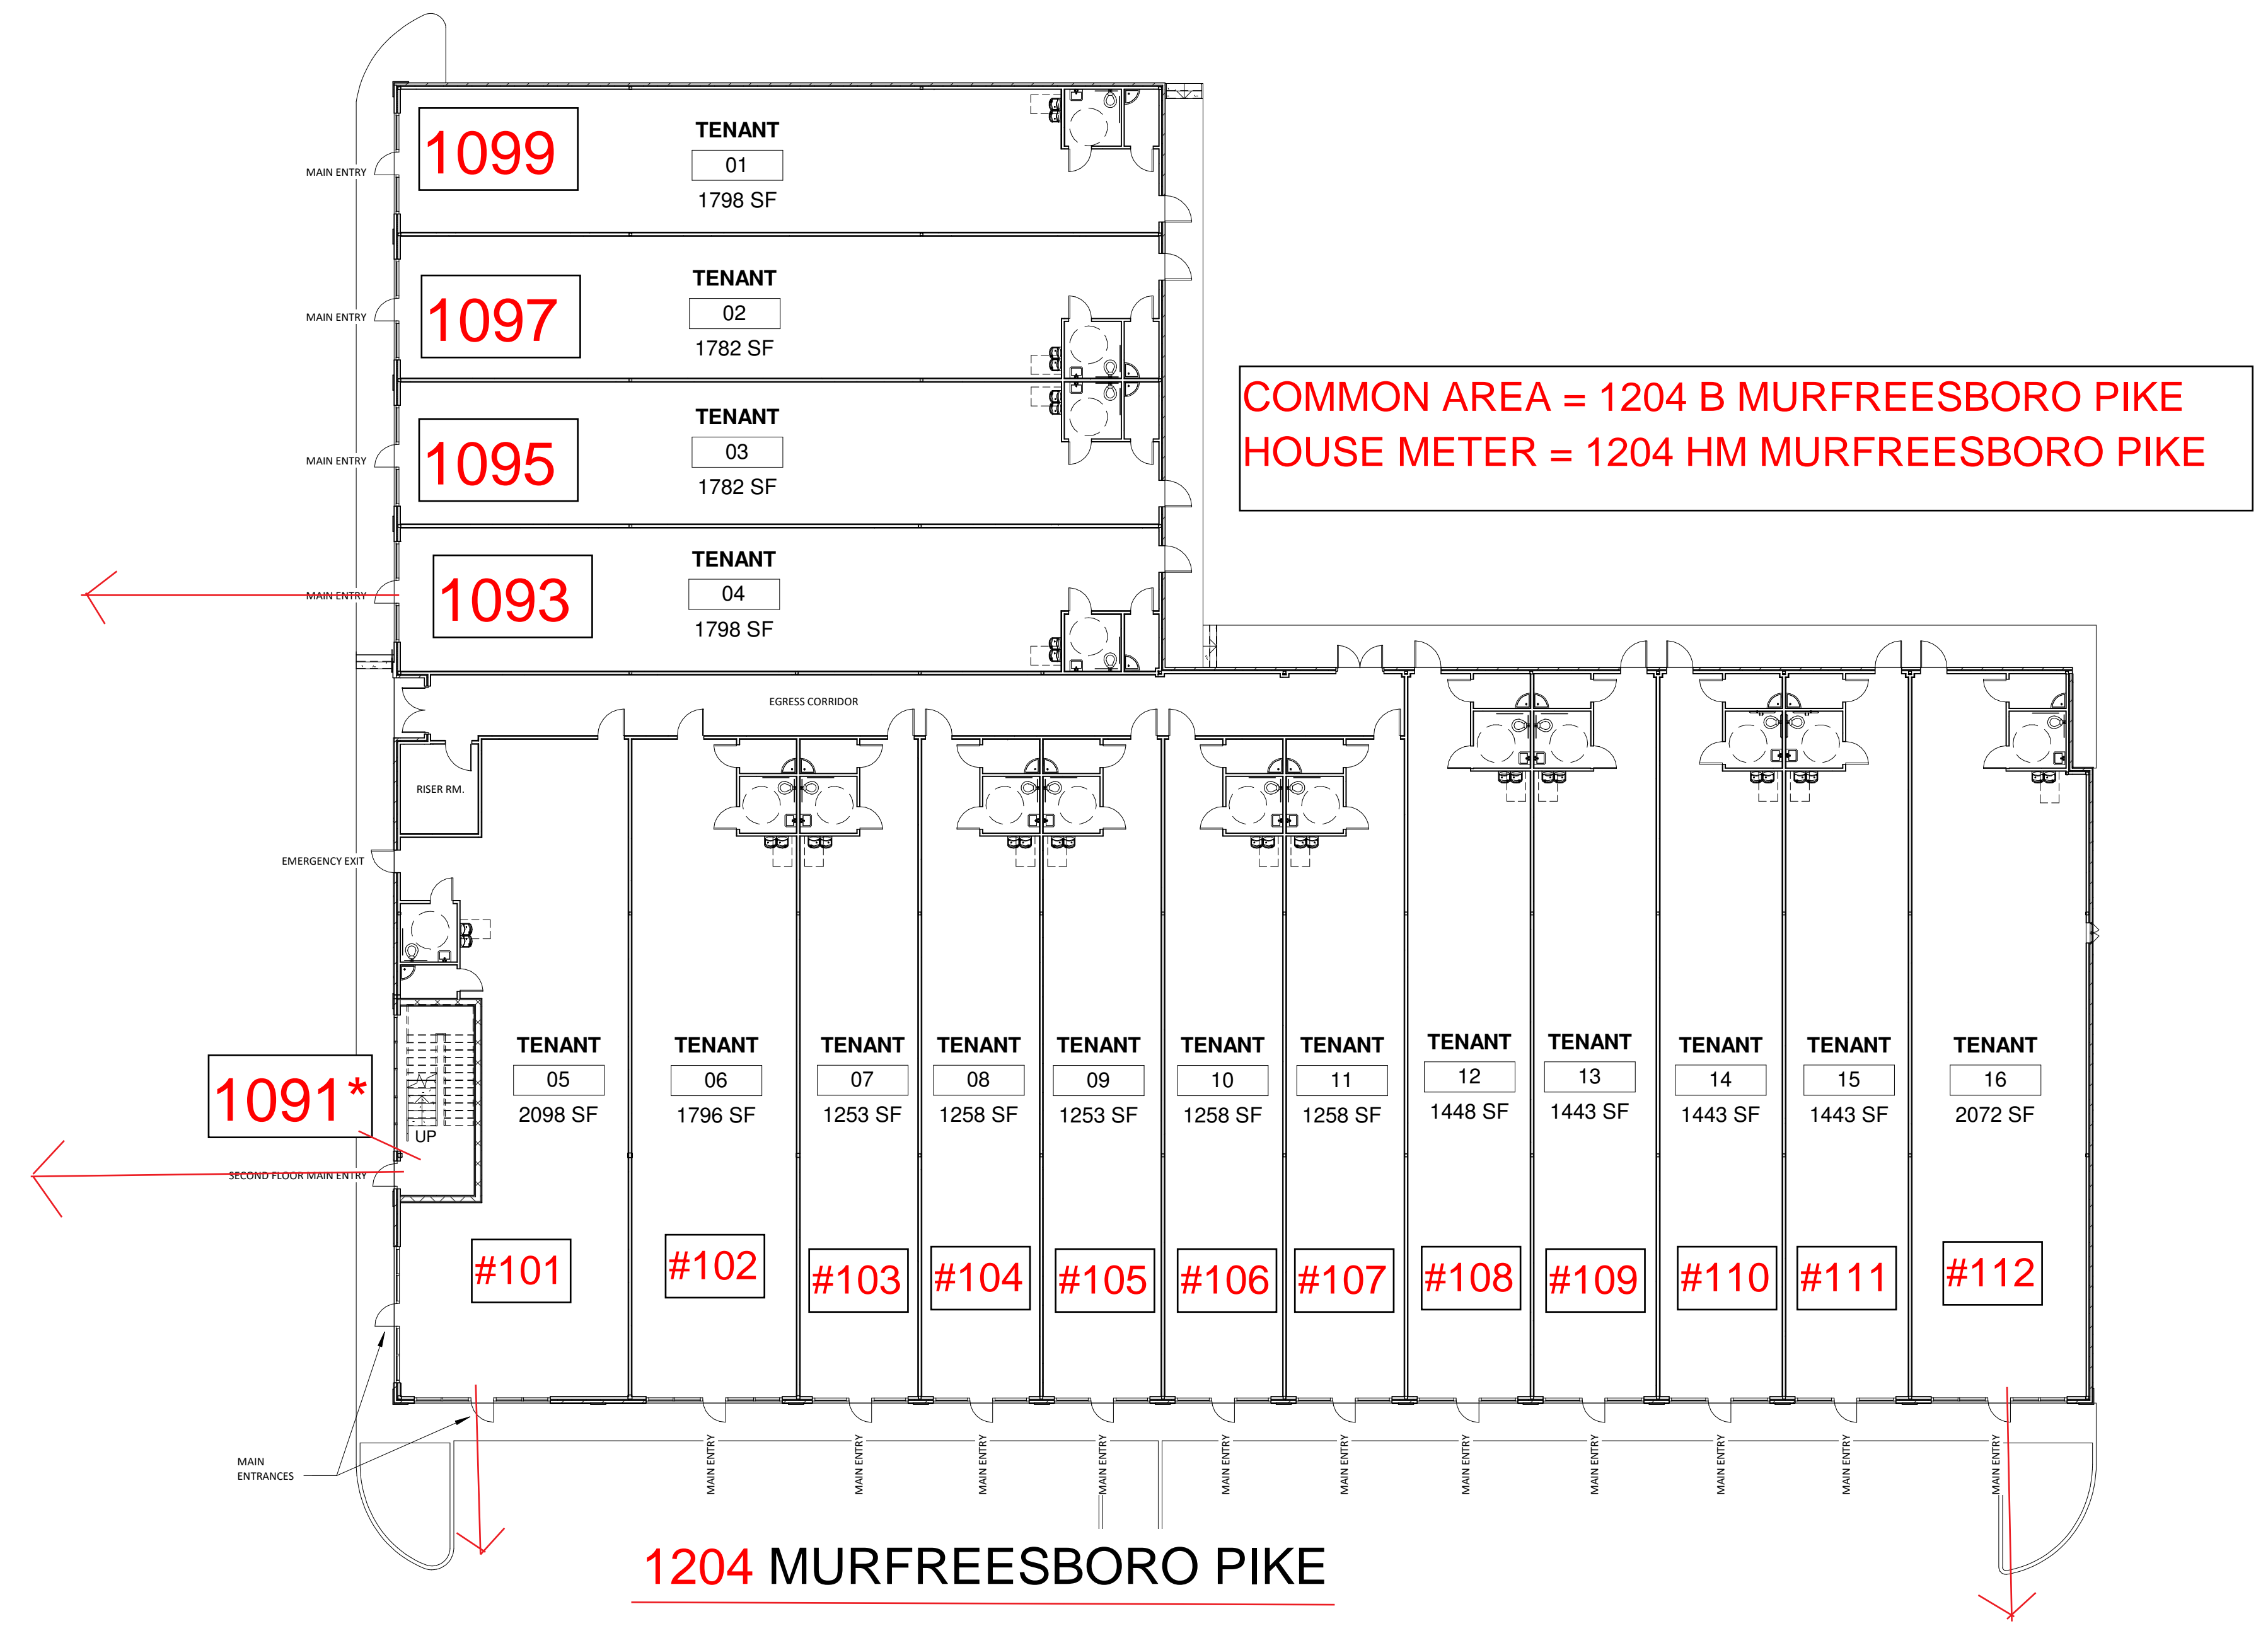 1099
TENANT
01
1798 SF
MAIN ENTRY
1097
TENANT
02
1782 SF
MAIN ENTRY
COMMON AREA = 1204 B MURFREESBORO PIKE
HOUSE METER = 1204 HM MURFREESBORO PIKE
1095
TENANT
03
1782 SF
MAIN ENTRY
1093
TENANT
04
1798 SF
MAIN ENTRY
EGRESS CORRIDOR
RISER RM.
EMERGENCY EXIT
1091*
UP
SECOND FLOOR MAIN ENTRY
TENANT
05
2098 SF
#101
TENANT
06
1796 SF
#102
TENANT
07
1253 SF
#103
TENANT
08
1258 SF
#104
TENANT
09
1253 SF
#105
TENANT
10
1258 SF
#106
TENANT
11
1258 SF
#107
TENANT
12
1448 SF
#108
TENANT
13
1443 SF
#109
TENANT
14
1443 SF
#110
TENANT
15
1443 SF
#111
TENANT
16
2072 SF
#112
MAIN
ENTRANCES
MAIN ENTRY
MAIN ENTRY
MAIN ENTRY
MAIN ENTRY
MAIN ENTRY
MAIN ENTRY
MAIN ENTRY
MAIN ENTRY
MAIN ENTRY
MAIN ENTRY
MAIN ENTRY
1204 MURFREESBORO PIKE